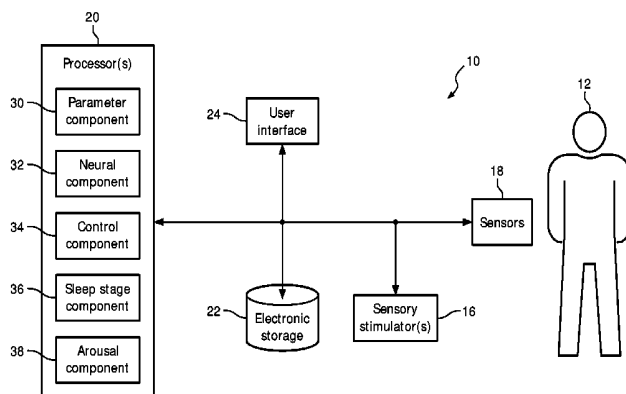 20
Processor(s)
30
Parameter
component
32
Neural
component
34
Control
component
36
Sleep stage
component
38
Arousal
component
10
12
24
User
interface
18
Sensors
22
Electronic
storage
Sensory
stimulator(s)
16